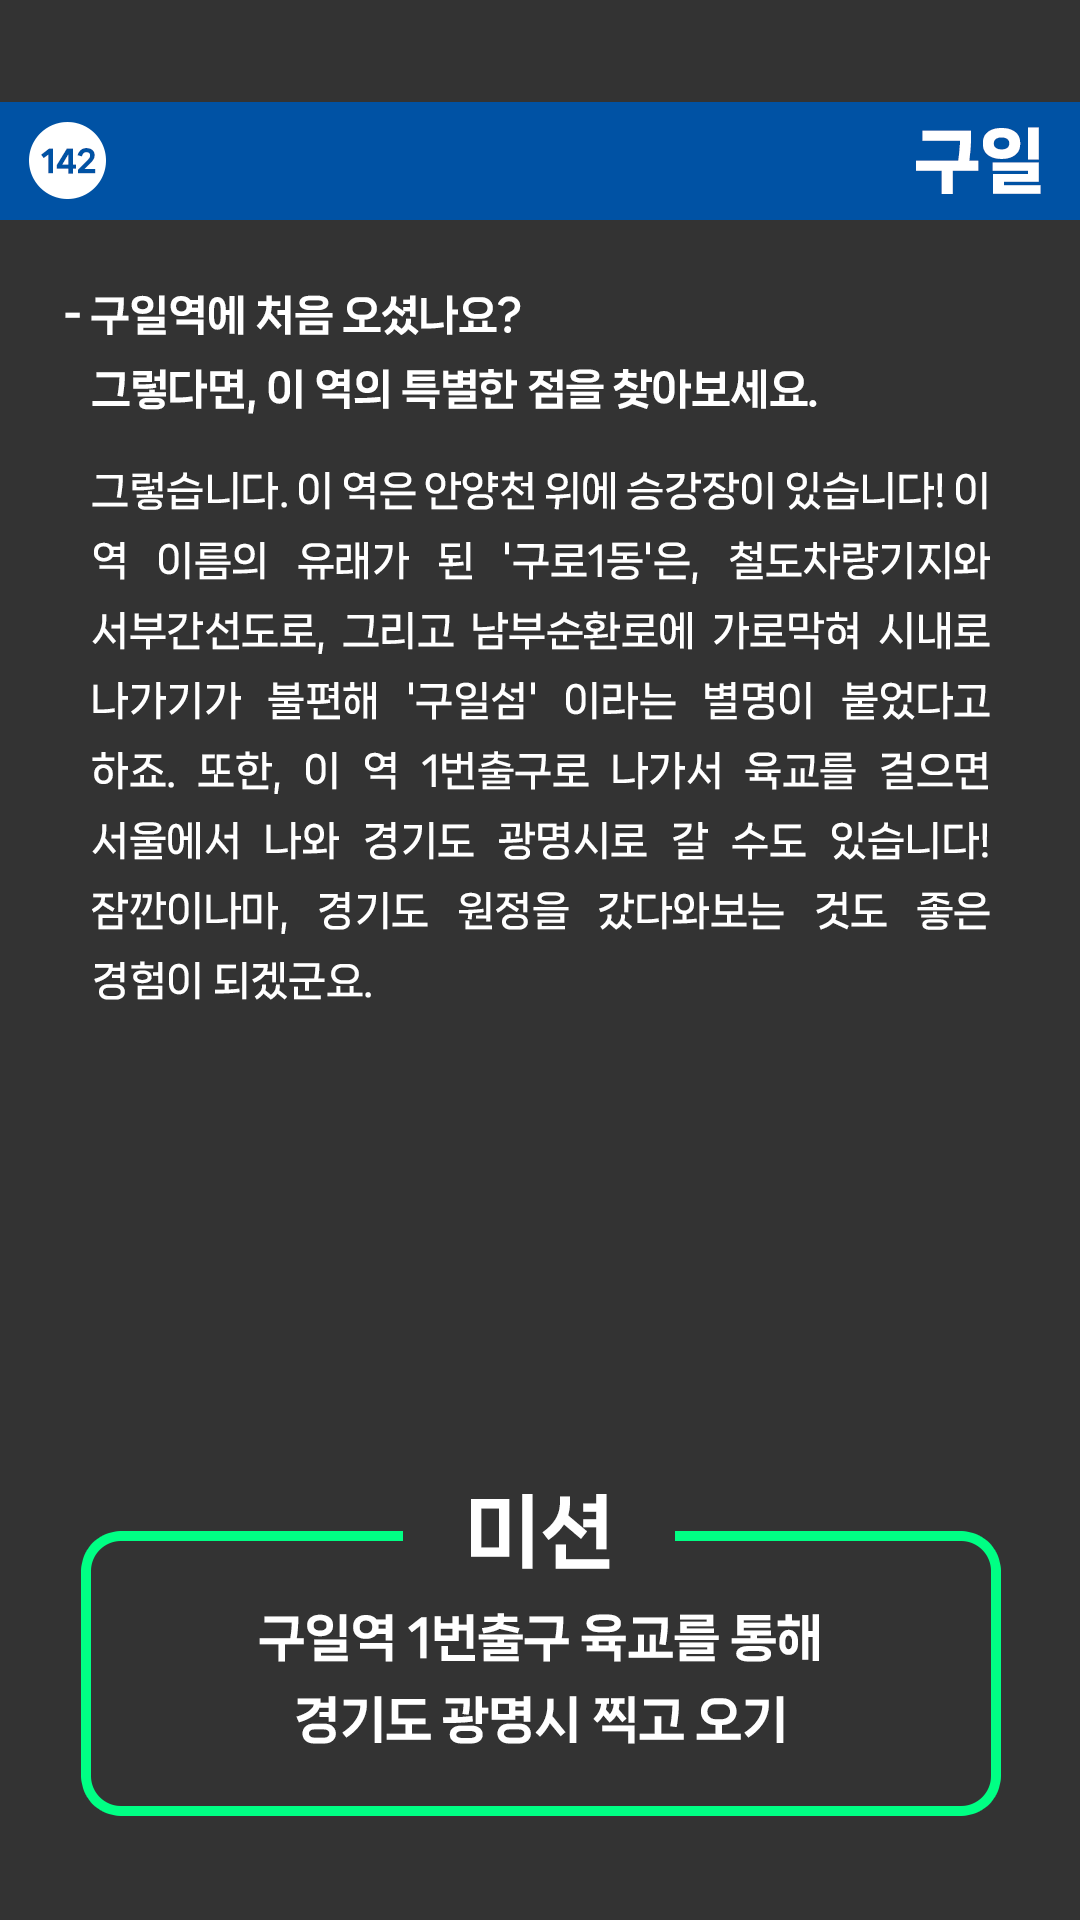 142
구일
- 구일역에 처음 오셨나요?
그렇다면, 이 역의 특별한 점을 찾아보세요.
그렇습니다. 이 역은 안양천 위에 승강장이 있습니다! 이
역 이름의 유래가 된 '구로1동'은, 철도차량기지와
서부간선도로, 그리고 남부순환로에 가로막혀 시내로
나가기가 불편해 '구일섬' 이라는 별명이 붙었다고
하죠. 또한, 이 역 1번출구로 나가서 육교를 걸으면
서울에서 나와 경기도 광명시로 갈 수도 있습니다!
잠깐이나마, 경기도 원정을 갔다와보는 것도 좋은
경험이 되겠군요.
미션
구일역 1번출구 육교를 통해
경기도 광명시 찍고 오기